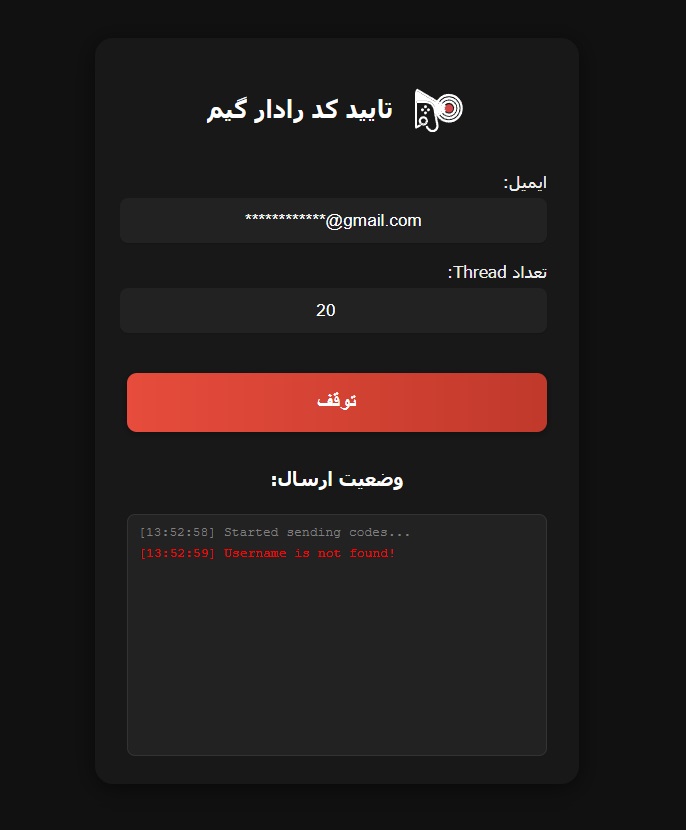 تایید کد رادار گیم
ایمیل:
************@gmail.com
تعداد Thread:
20
توقف
وضعیت ارسال:
[13:52:58] Started sending codes...
[13:52:59] Username is not found!